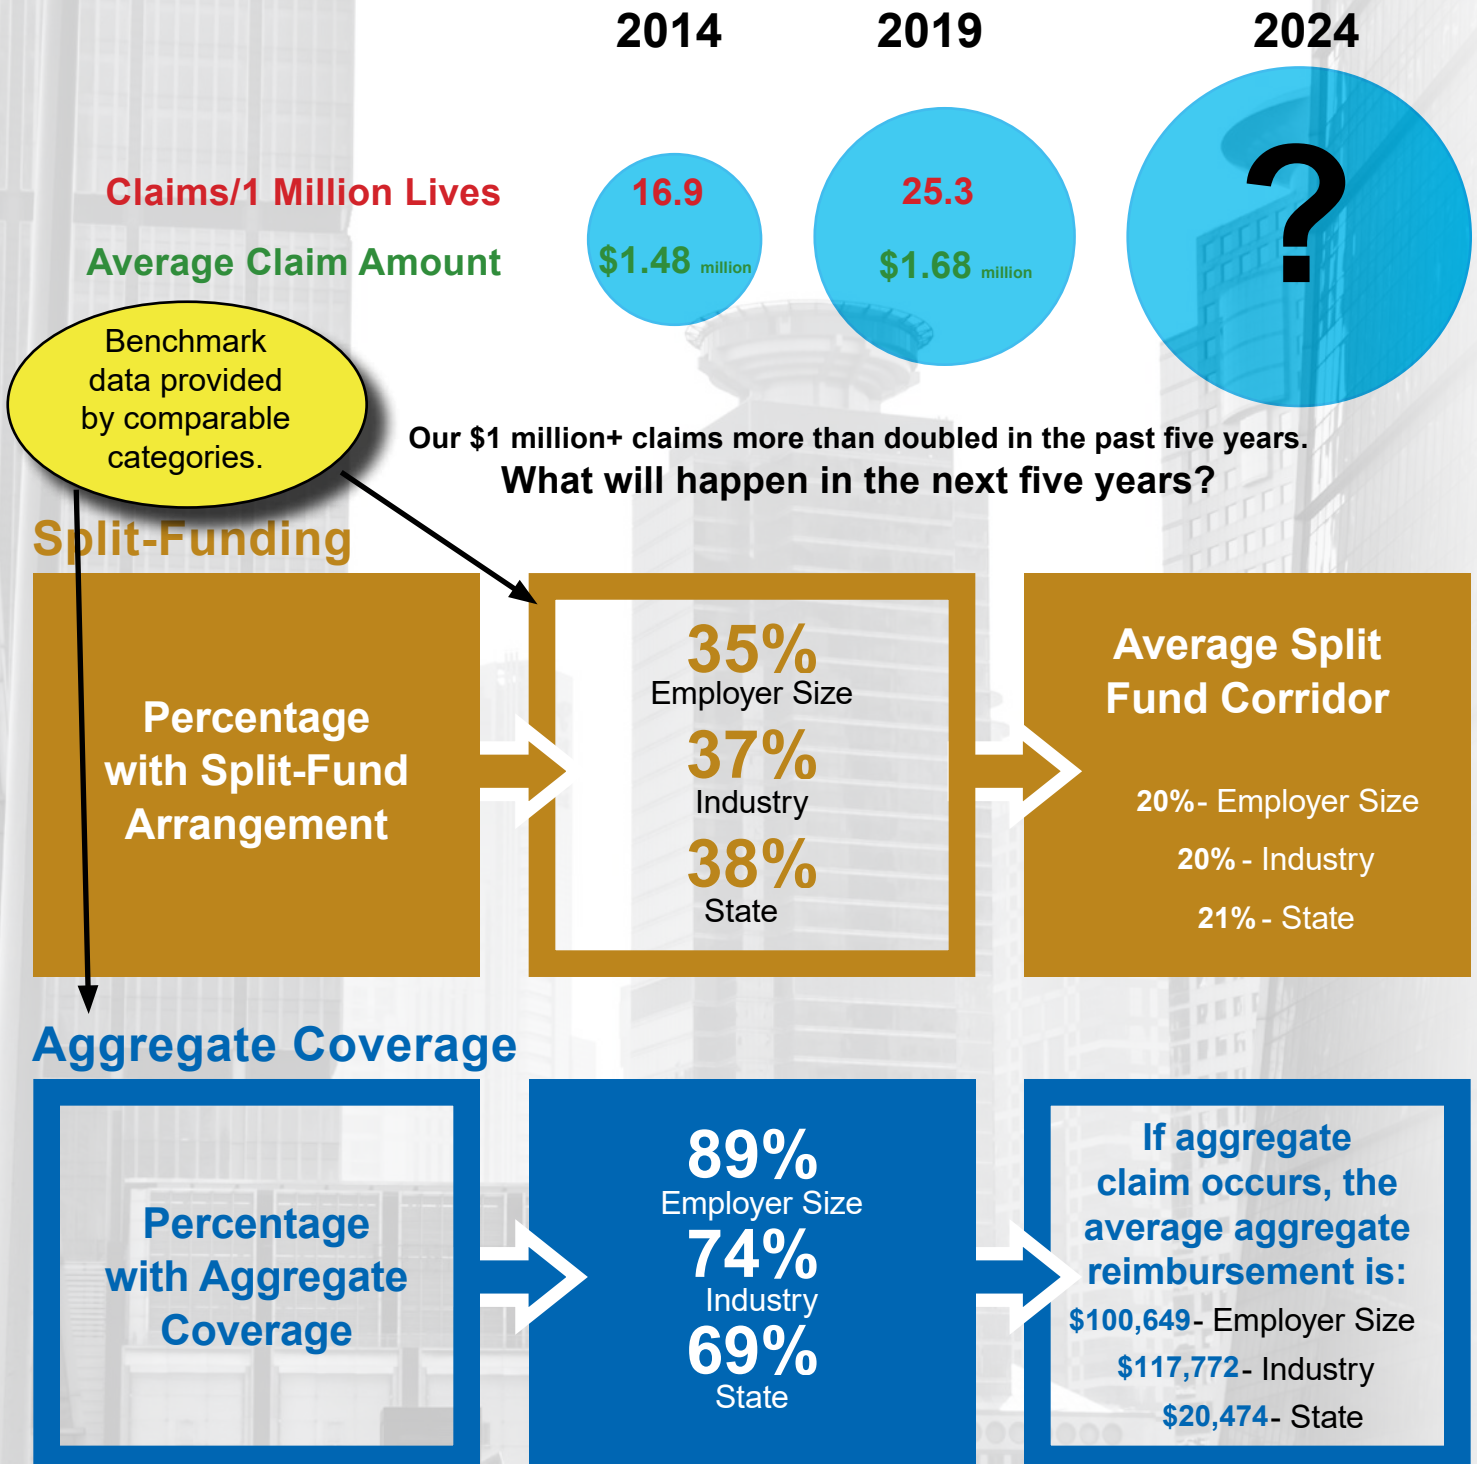 2014 2019 2024
Claims/1 Million Lives 16.9 25.3
?
Average Claim Amount $1.48 million $1.68 million
Benchmark
data provided
by comparable
categories.
Our $1 million+ claims more than doubled in the past five years.
What will happen in the next five years?
Split-Funding
Percentage
with Split-Fund
Arrangement
35%
Employer Size
37%
Industry
38%
State
Average Split
Fund Corridor
20%- Employer Size
20% - Industry
21% - State
Aggregate Coverage
Percentage
with Aggregate
Coverage
89%
Employer Size
74%
Industry
69%
State
If aggregate
claim occurs, the
average aggregate
reimbursement is:
$100,649- Employer Size
$117,772- Industry
$20,474- State